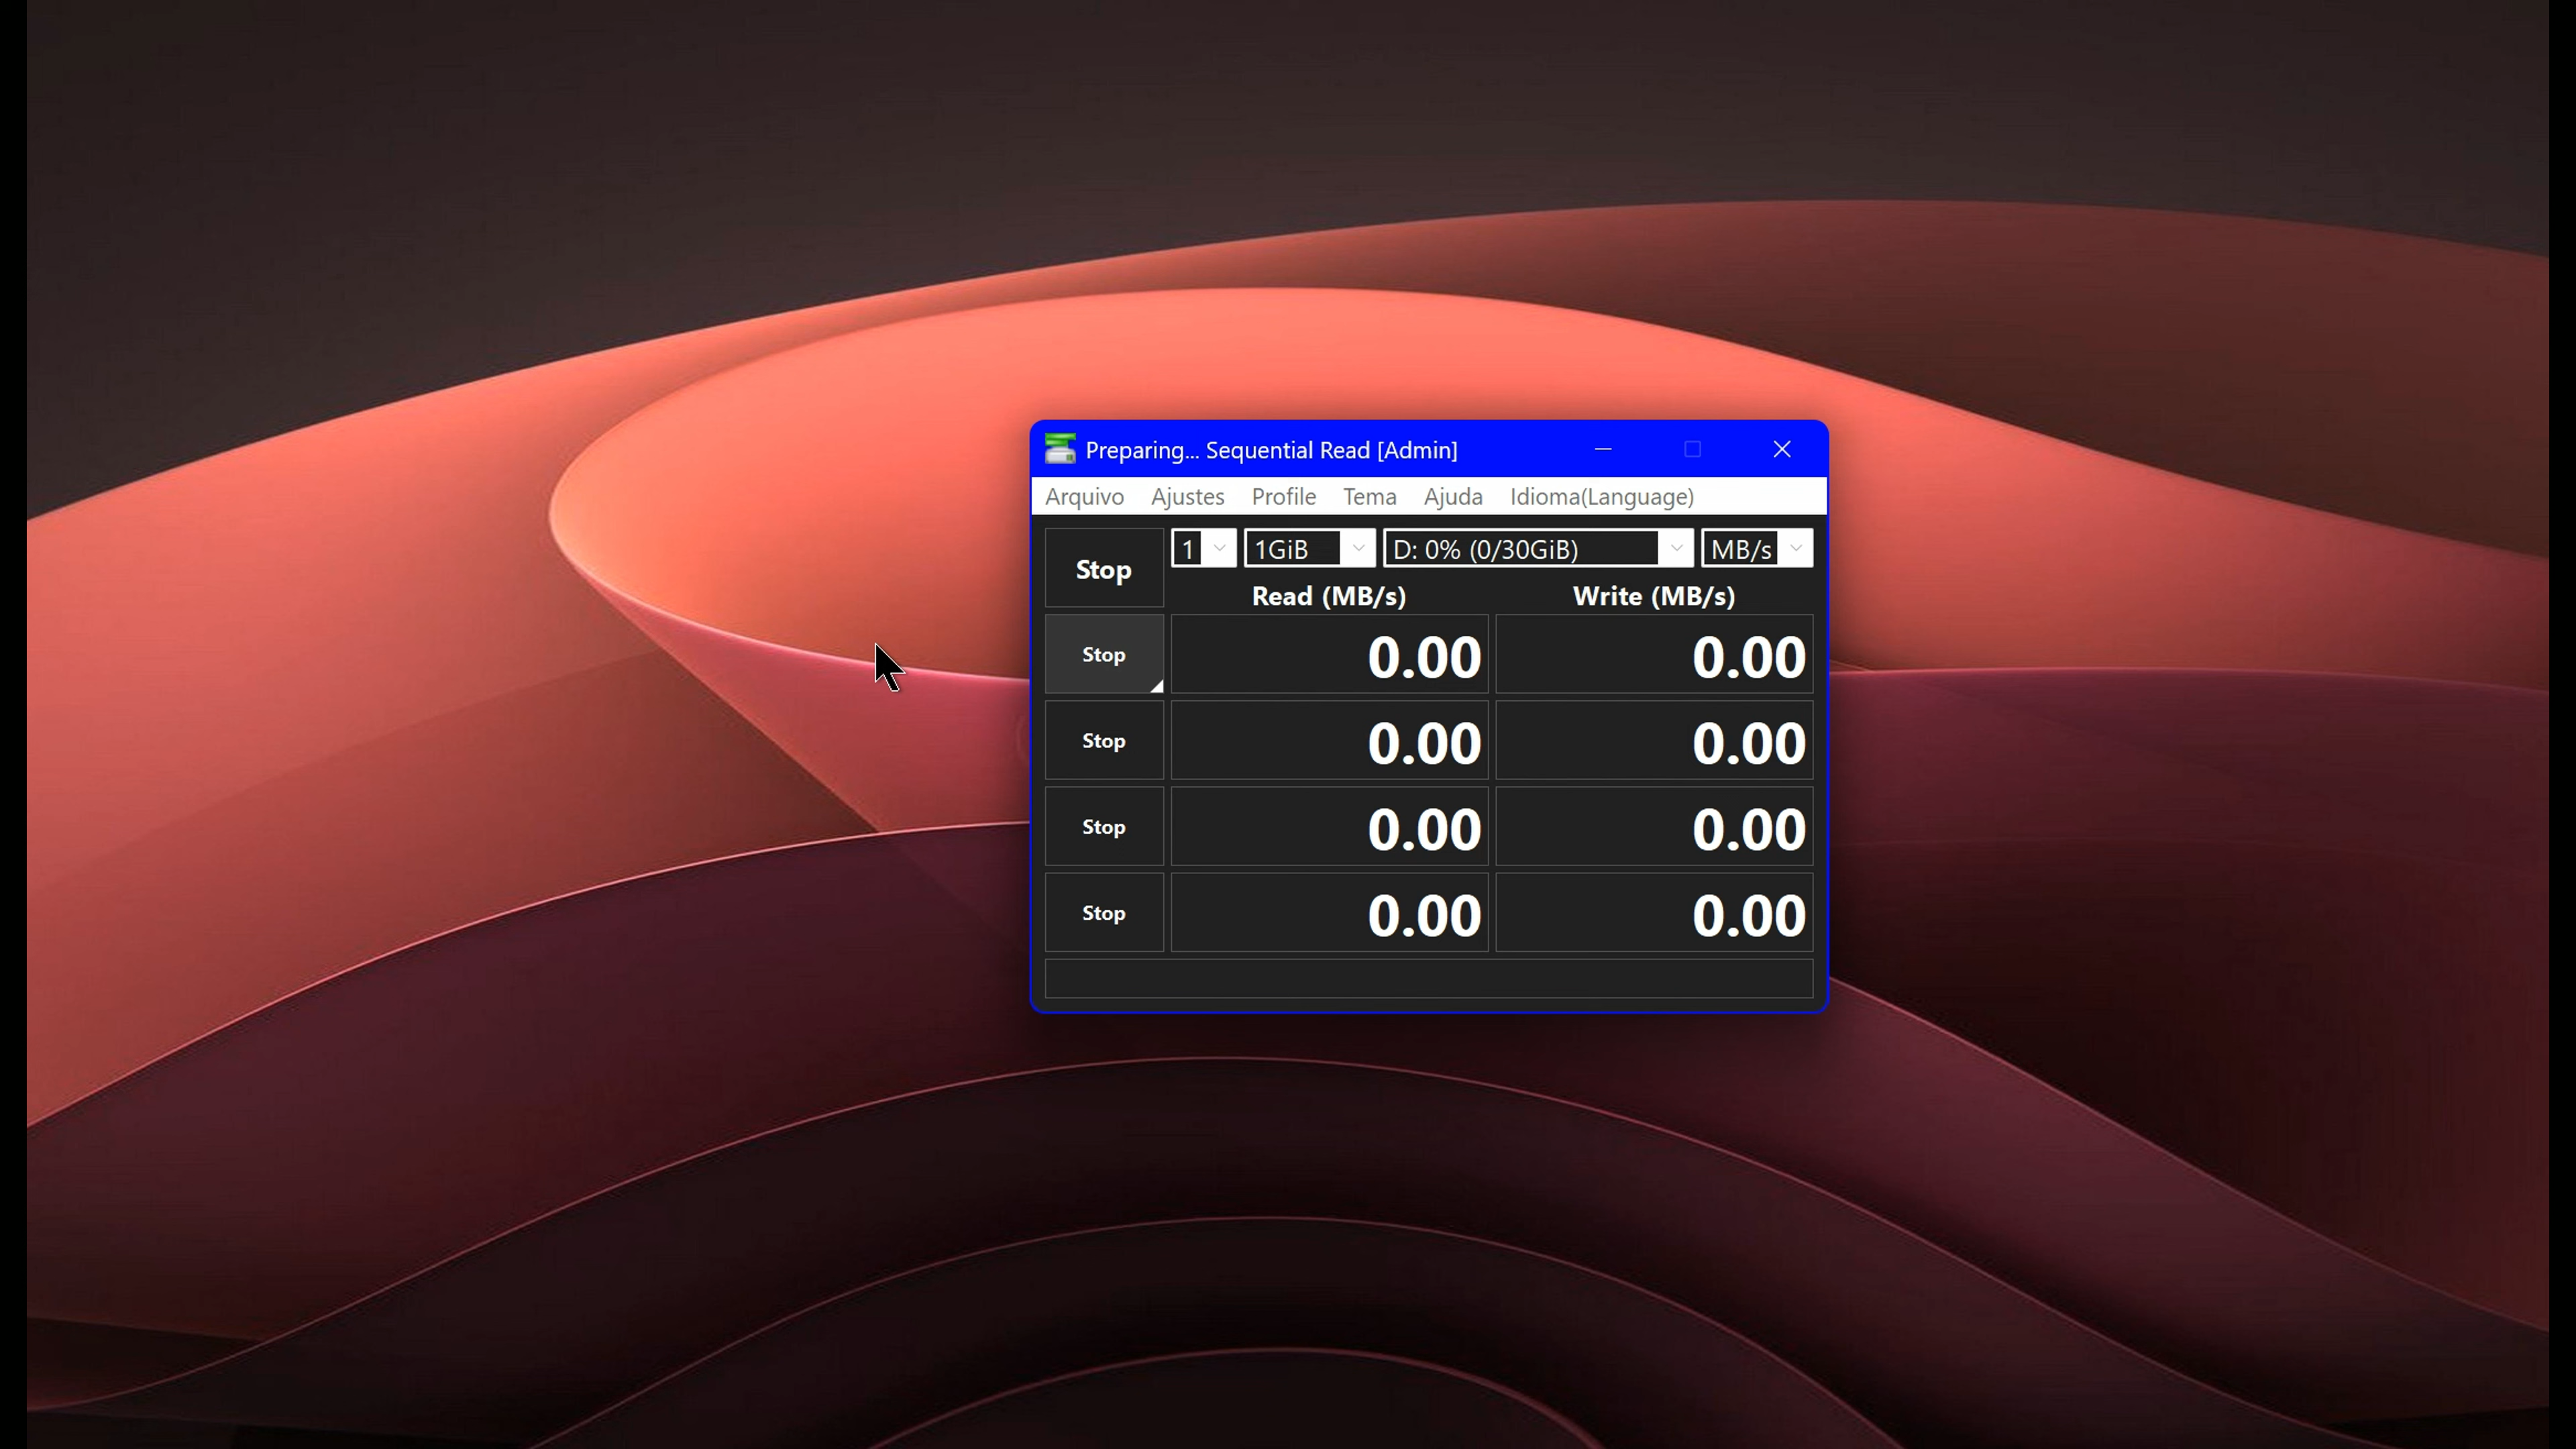 Preparing... Sequential Read [Admin]
Arquivo Ajustes Profile Tema Ajuda Idioma(Language)
Stop
1 1GiB D: 0% (0/30GiB) MB/s
Read (MB/s) Write (MB/s)
Stop 0.00 0.00
Stop 0.00 0.00
Stop 0.00 0.00
Stop 0.00 0.00